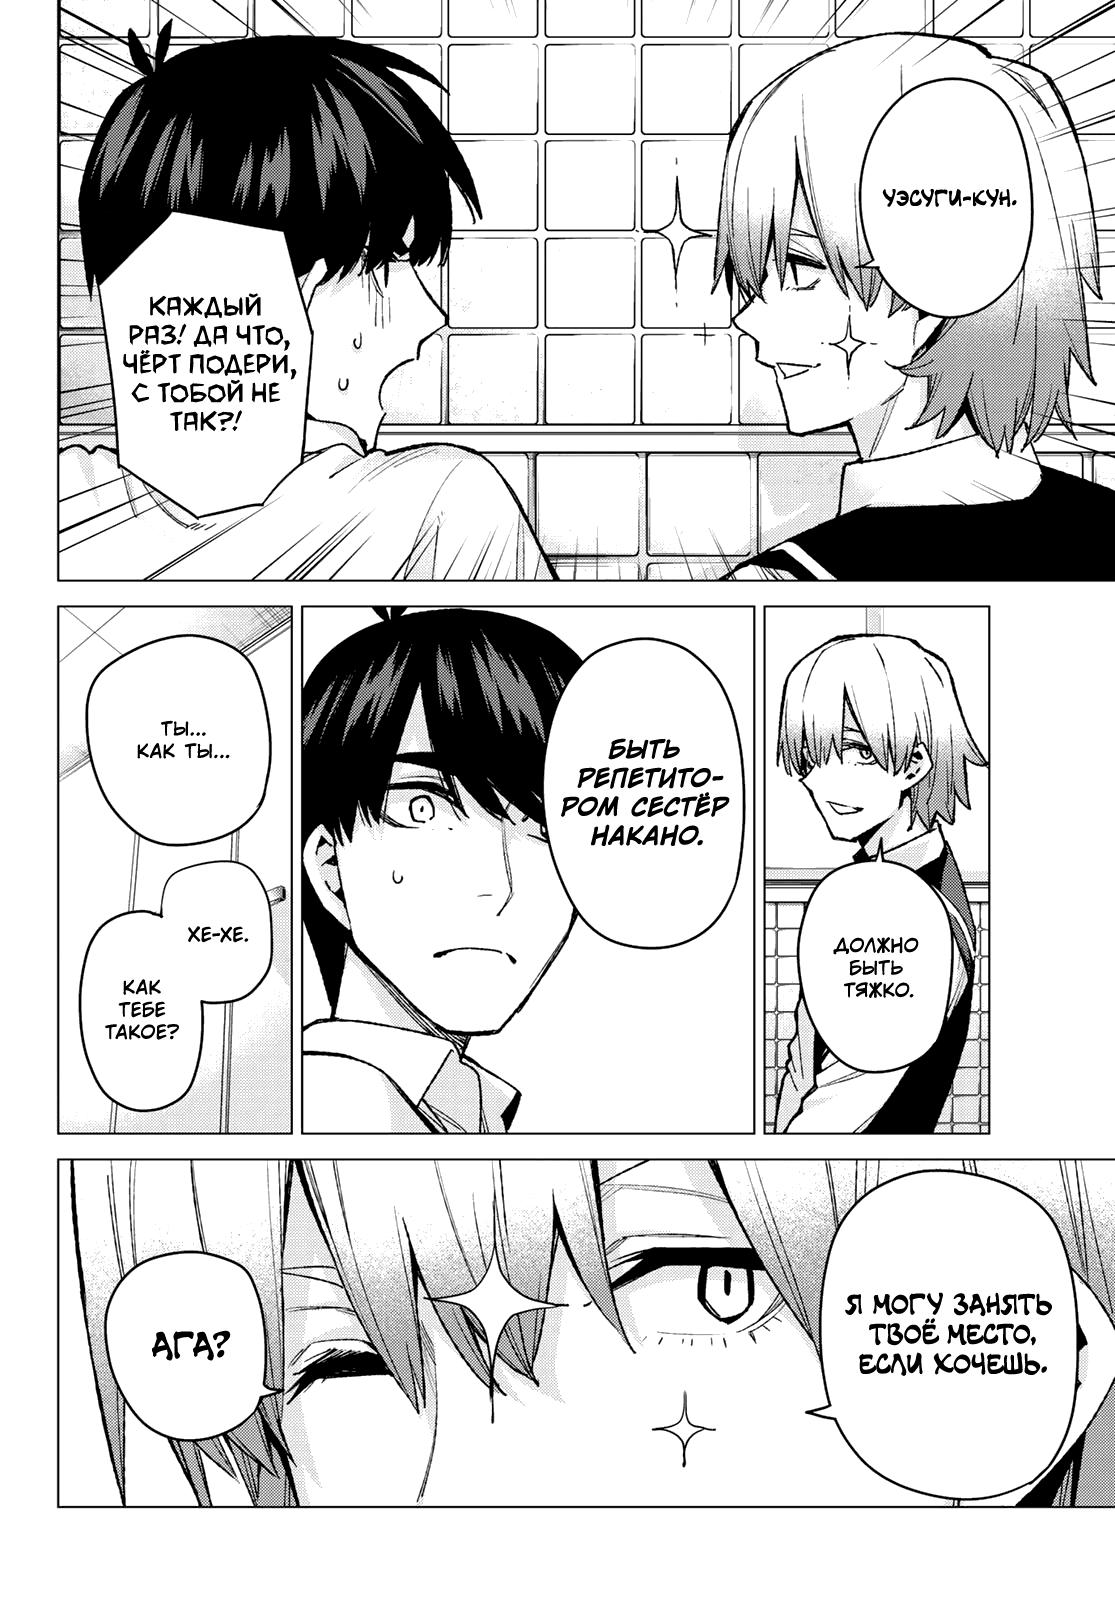 УЭСУГИ-КУН.
КАЖДЫЙ
РАЗ! ДА ЧТО,
ЧЁРТ ПОДЕРИ,
С ТОБОЙ НЕ
ТАК?!
ДОЛЖНО
БЫТЬ
ТЯЖКО.
БЫТЬ
РЕПЕТИТО-
РОМ СЕСТЁР
НАКАНО.
ТЫ...
КАК ТЫ...
ХЕ-ХЕ.
КАК
ТЕБЕ
ТАКОЕ?
Я МОГУ ЗАНЯТЬ
ТВОЁ МЕСТО,
ЕСЛИ ХОЧЕШЬ.
АГА?